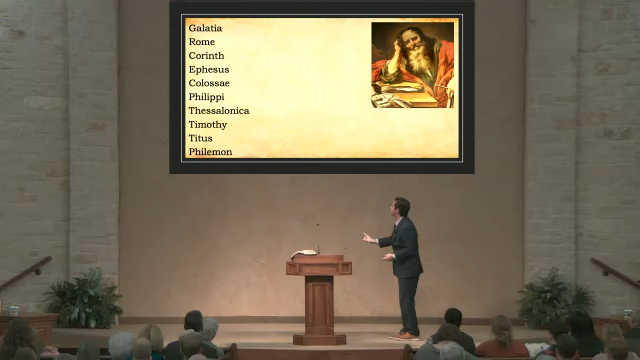 Galatia
Rome
Corinth
Ephesus
Colossae
Philippi
Thessalonica
Timothy
Titus
Philemon